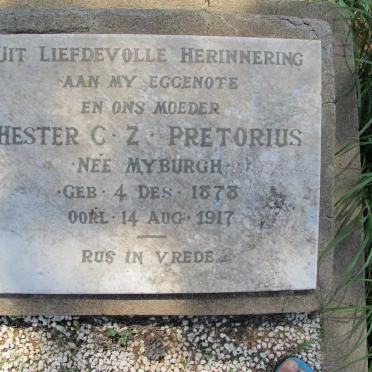 UIT LIEFDEVOLLE HERINNERING
AAN MY EGGENOTE
EN ONS MOEDER
HESTER C · Z · PRETORIUS
· NEE MYBURGH ·
· GEB · 4 DES · 1878
OORL · 14 AUG · 1917
RUS IN VREDE